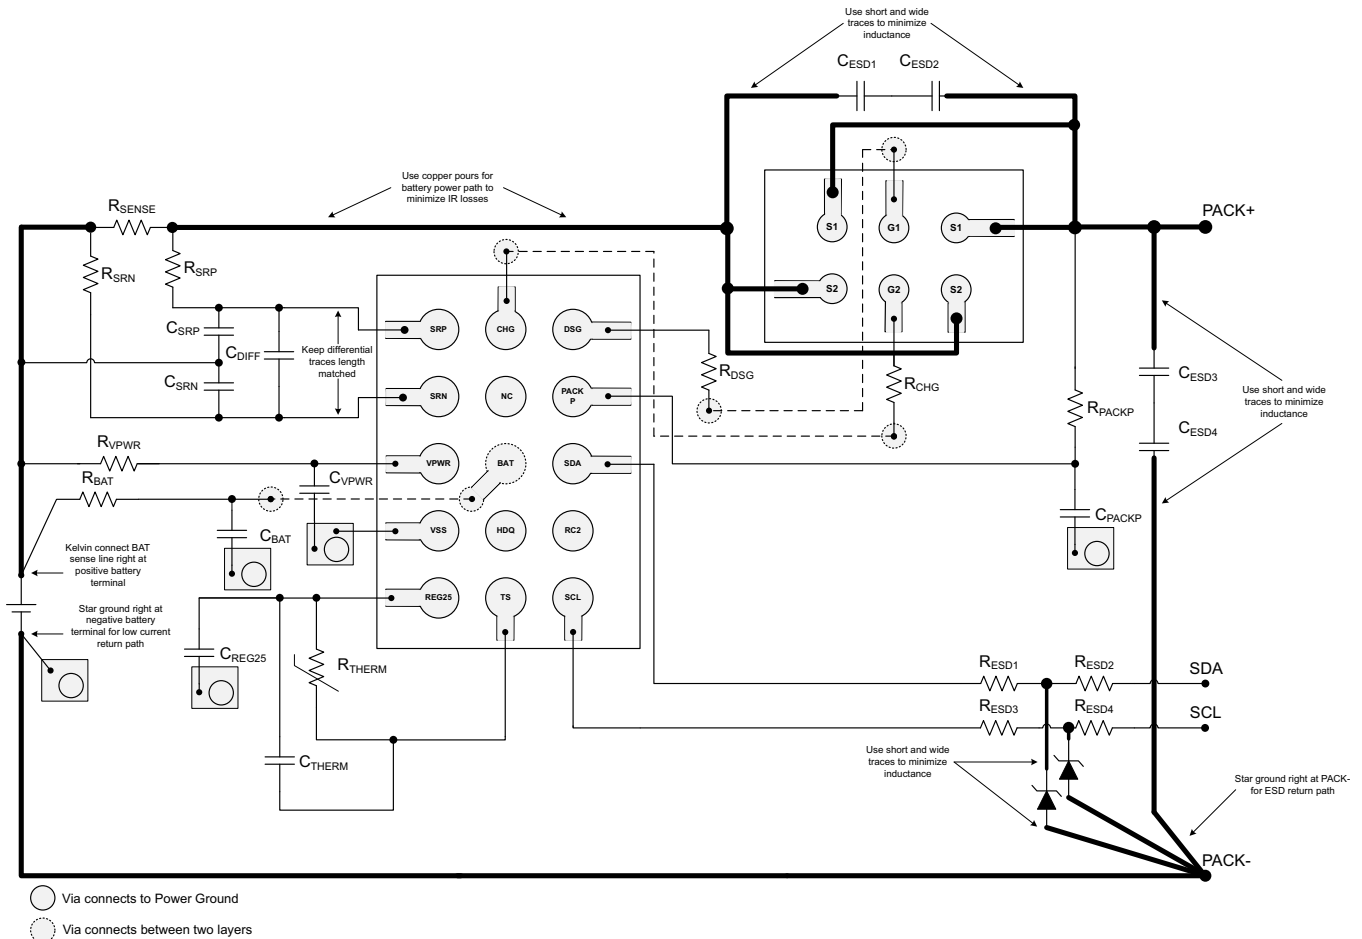 Use short and wide
traces to minimize
inductance
CESD1
CESD2
Use copper pours for
battery power path to
minimize IR losses
RSENSE
PACK+
S1
G1
S1
RSRN
RSRP
S2
G2
S2
CSRP
CDIFF
Keep differential
traces length
matched
SRP
CHG
DSG
CSRN
RDSG
RCHG
CESD3
Use short and wide
traces to minimize
inductance
SRN
NC
PACK
P
RPACKP
CESD4
RVPWR
VPWR
BAT
SDA
RBAT
CVPWR
CBAT
VSS
HDQ
RC2
CPACKP
Kelvin connect BAT
sense line right at
positive battery
terminal
Star ground right at
negative battery
terminal for low current
return path
REG25
TS
SCL
CREG25
RTHERM
RESD1
RESD2
SDA
RESD3
RESD4
SCL
CTHERM
Use short and wide
traces to minimize
inductance
Star ground right at PACK-
for ESD return path
PACK-
Via connects to Power Ground
Via connects between two layers